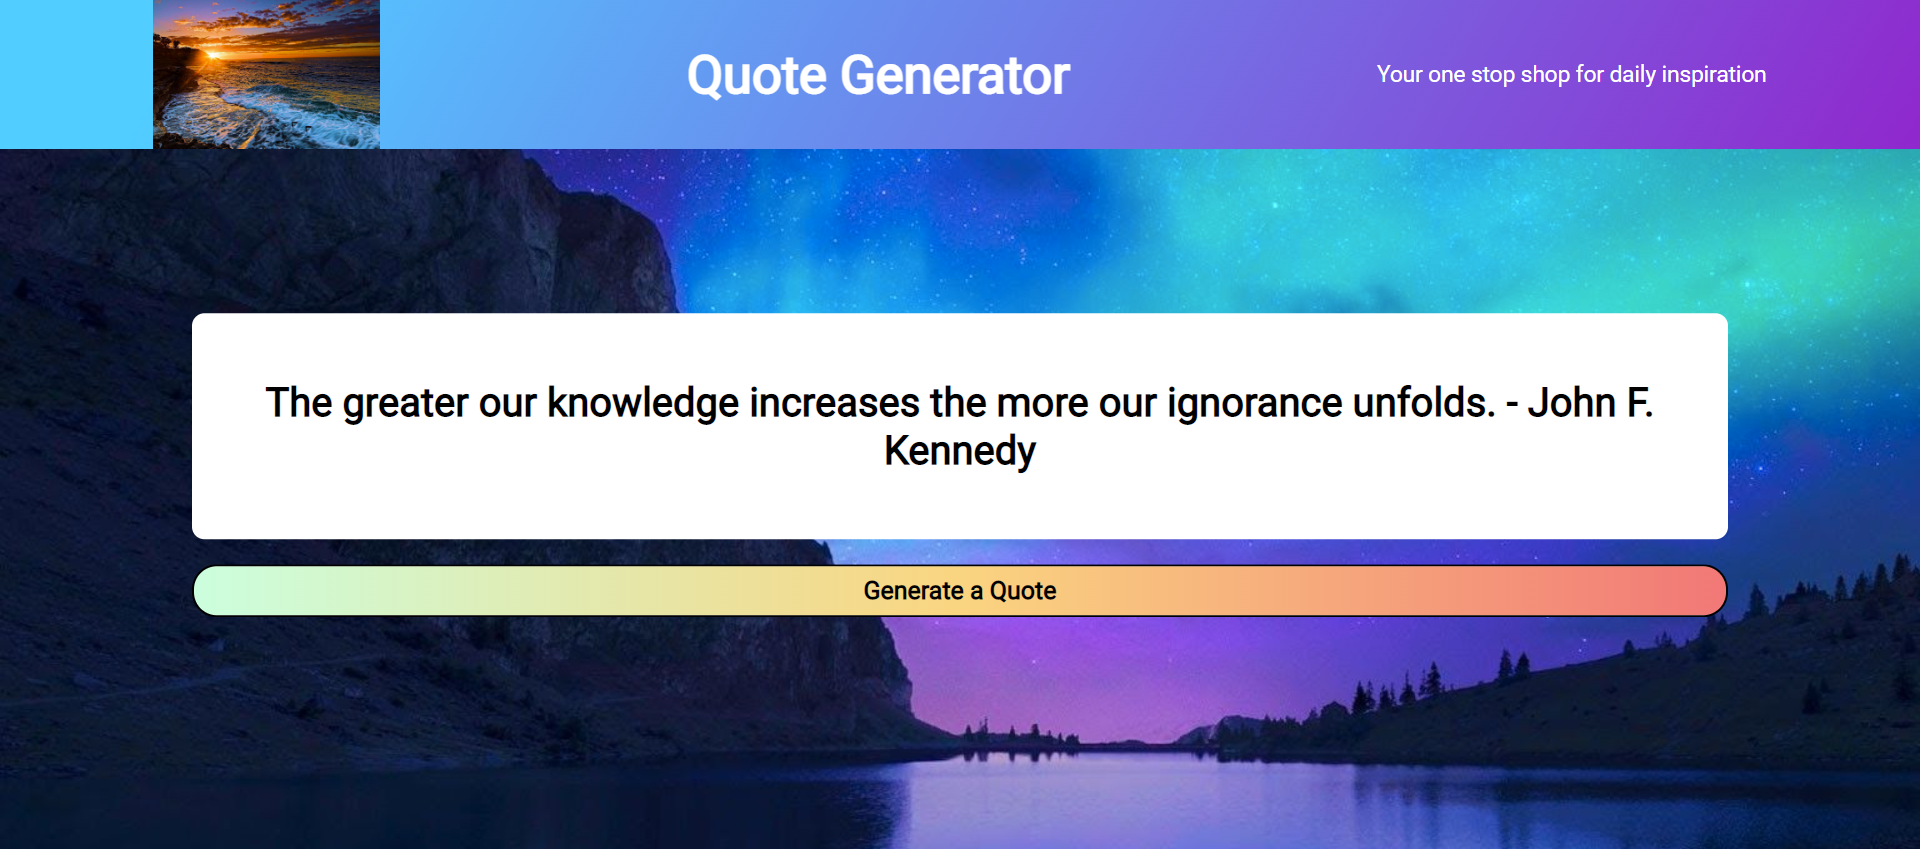 Quote Generator
Your one stop shop for daily inspiration
The greater our knowledge increases the more our ignorance unfolds. - John F.
Kennedy
Generate a Quote